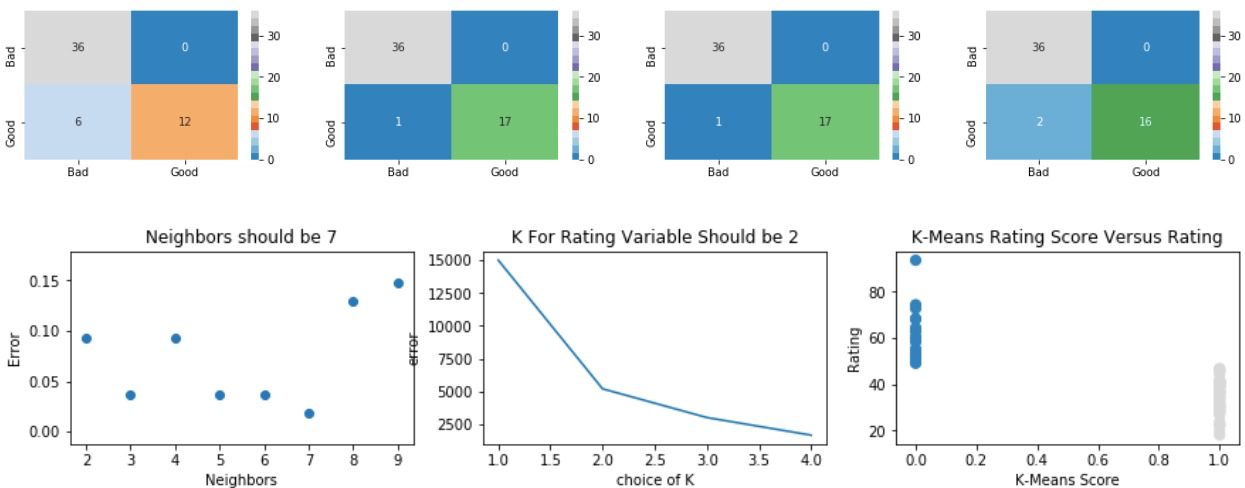 Bad 36 0 30
20
Good 6 12 10
0
Bad Good
Bad 36 0 30
20
Good 1 17 10
0
Bad Good
Bad 36 0 30
20
Good 1 17 10
0
Bad Good
Bad 36 0 30
20
Good 2 16 10
0
Bad Good
Neighbors should be 7
Error
0.15
0.10
0.05
0.00
2 3 4 5 6 7 8 9
Neighbors
K For Rating Variable Should be 2
error
15000
12500
10000
7500
5000
2500
1.0 1.5 2.0 2.5 3.0 3.5 4.0
choice of K
K-Means Rating Score Versus Rating
Rating
80
60
40
20
0.0 0.2 0.4 0.6 0.8 1.0
K-Means Score